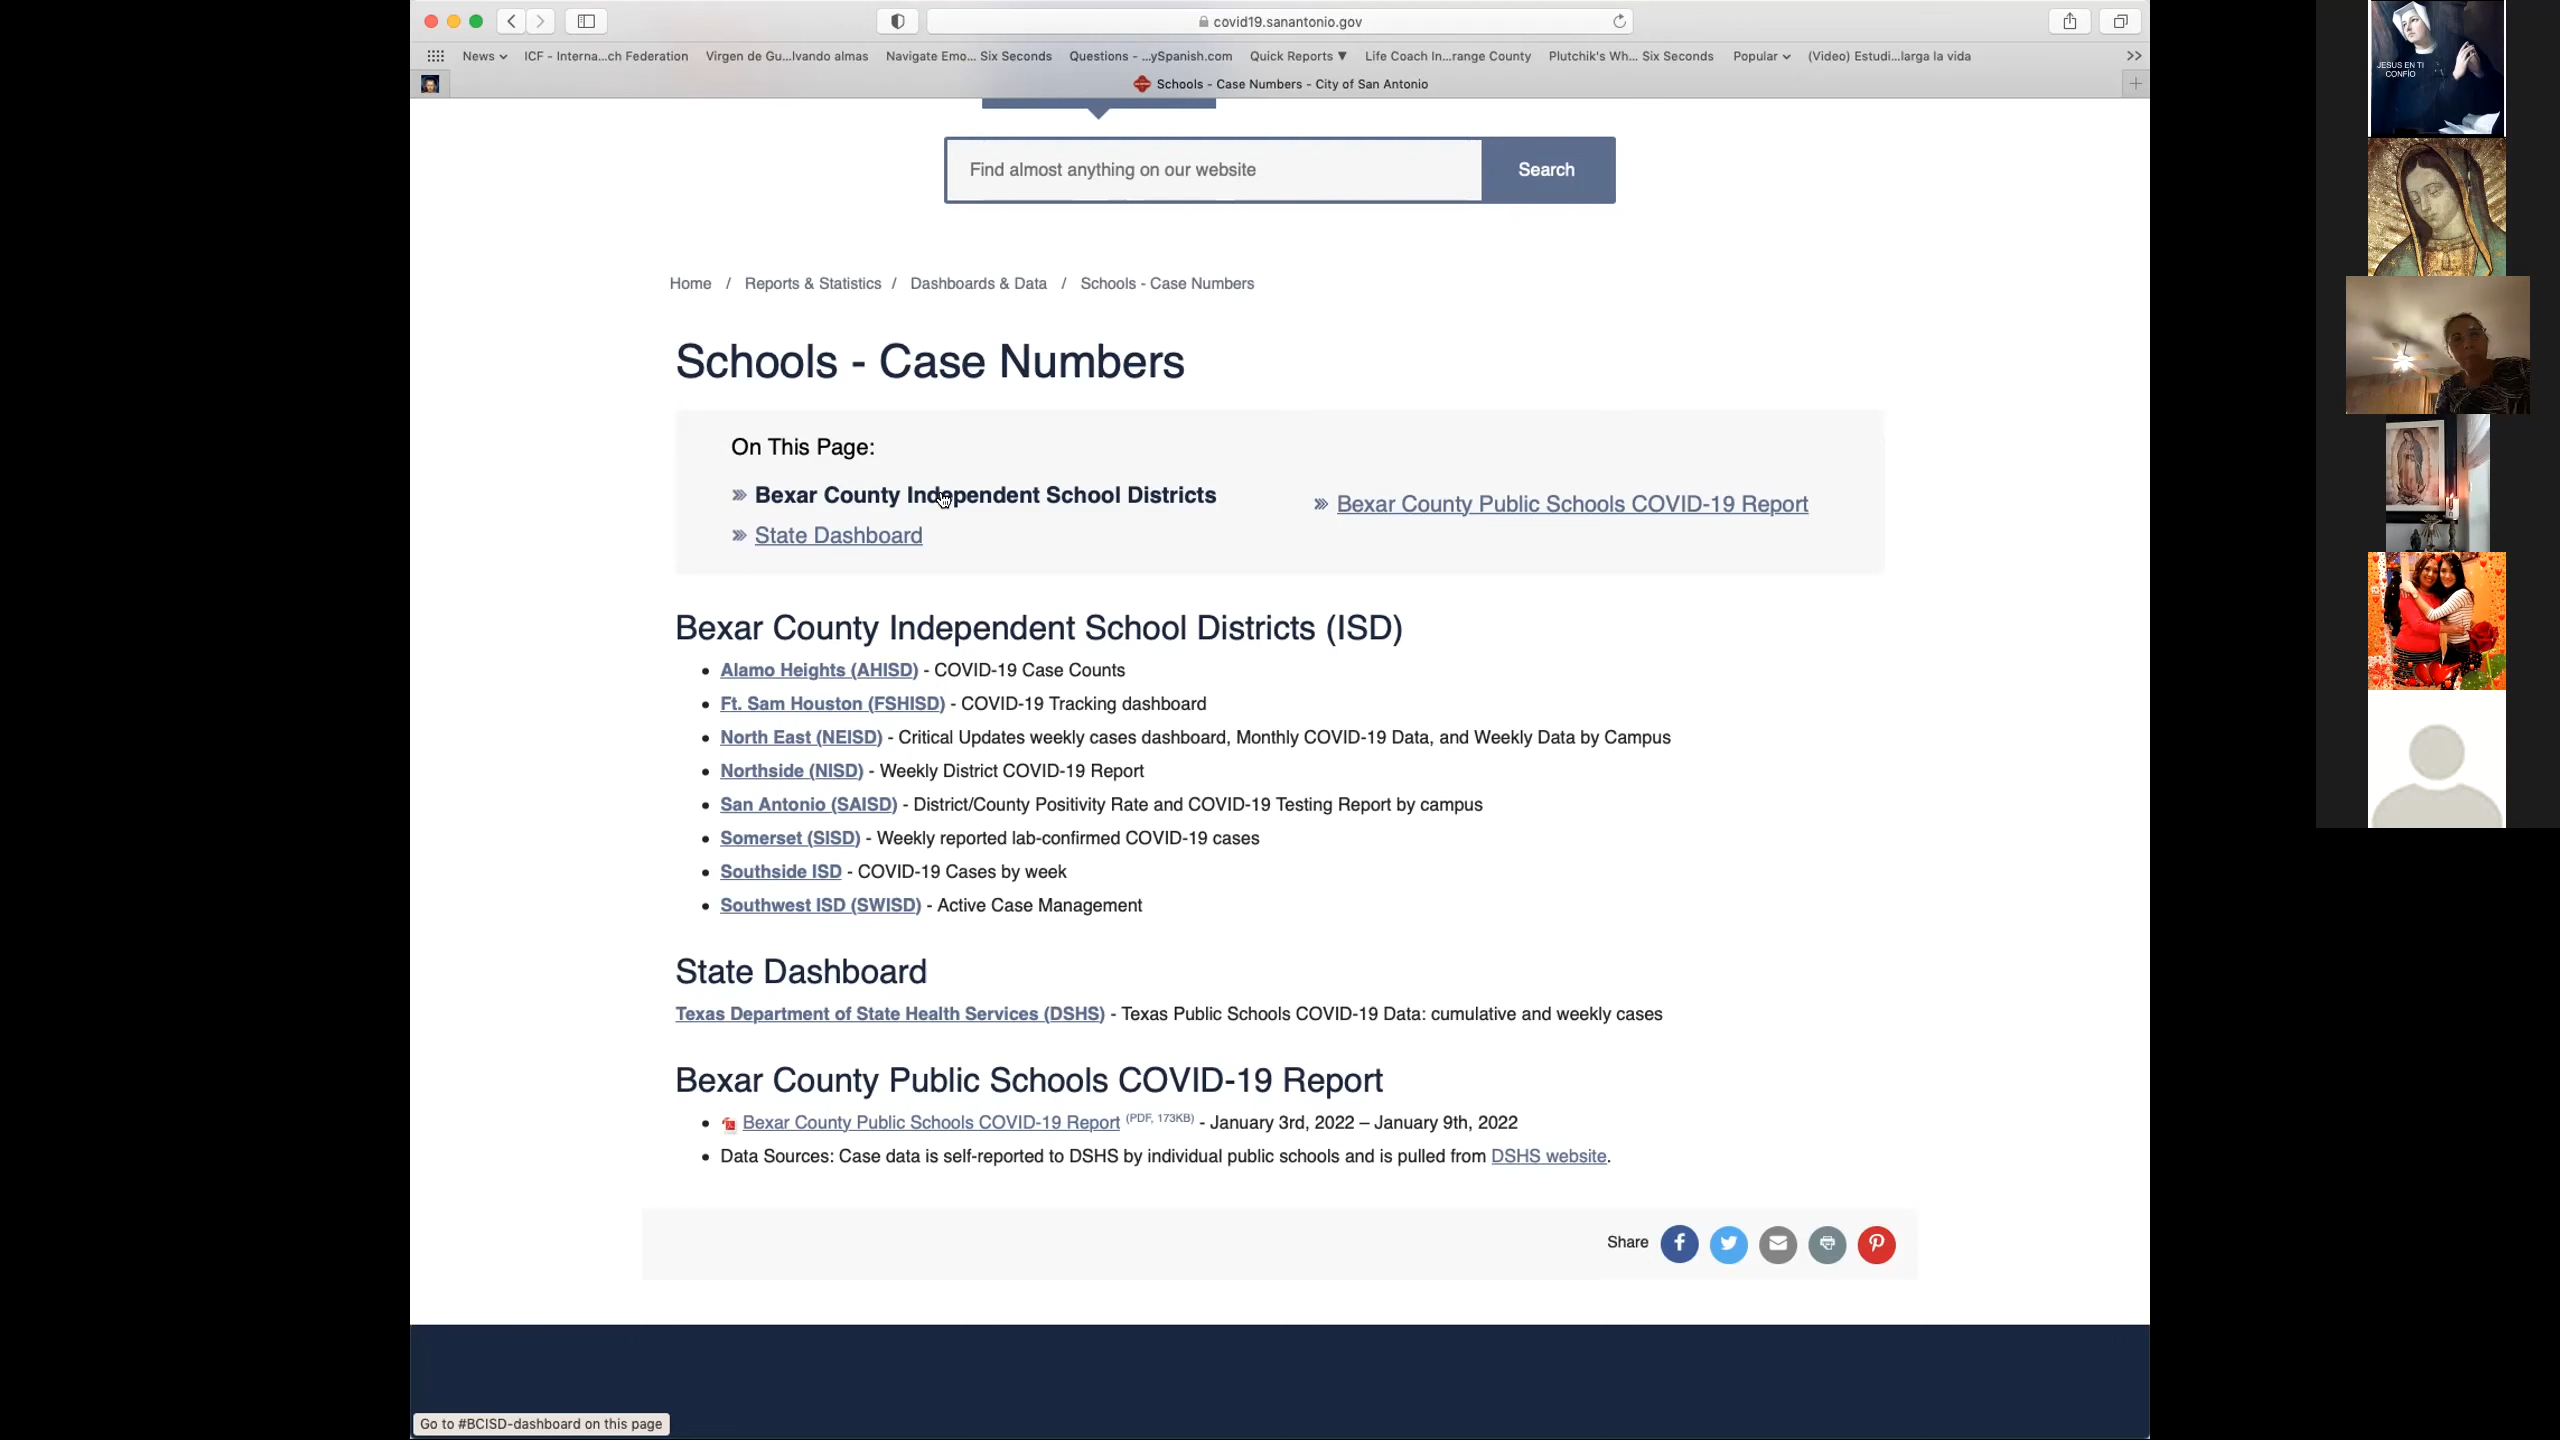 covid19.sanantonio.gov
News ICF - Interna...ch Federation Virgen de Gu...lvando almas Navigate Emo... Six Seconds Questions - ...ySpanish.com Quick Reports ▼ Life Coach In...range County Plutchik's Wh... Six Seconds Popular (Video) Estudi...larga la vida
Schools - Case Numbers - City of San Antonio
Find almost anything on our website Search
Home / Reports & Statistics / Dashboards & Data / Schools - Case Numbers
Schools - Case Numbers
On This Page:
Bexar County Independent School Districts
Bexar County Public Schools COVID-19 Report
State Dashboard
Bexar County Independent School Districts (ISD)
• Alamo Heights (AHISD) - COVID-19 Case Counts
• Ft. Sam Houston (FSHISD) - COVID-19 Tracking dashboard
• North East (NEISD) - Critical Updates weekly cases dashboard, Monthly COVID-19 Data, and Weekly Data by Campus
• Northside (NISD) - Weekly District COVID-19 Report
• San Antonio (SAISD) - District/County Positivity Rate and COVID-19 Testing Report by campus
• Somerset (SISD) - Weekly reported lab-confirmed COVID-19 cases
• Southside ISD - COVID-19 Cases by week
• Southwest ISD (SWISD) - Active Case Management
State Dashboard
Texas Department of State Health Services (DSHS) - Texas Public Schools COVID-19 Data: cumulative and weekly cases
Bexar County Public Schools COVID-19 Report
• Bexar County Public Schools COVID-19 Report (PDF, 173KB) - January 3rd, 2022 – January 9th, 2022
• Data Sources: Case data is self-reported to DSHS by individual public schools and is pulled from DSHS website.
Share
Go to #BCISD-dashboard on this page
JESUS EN TI
CONFÍO